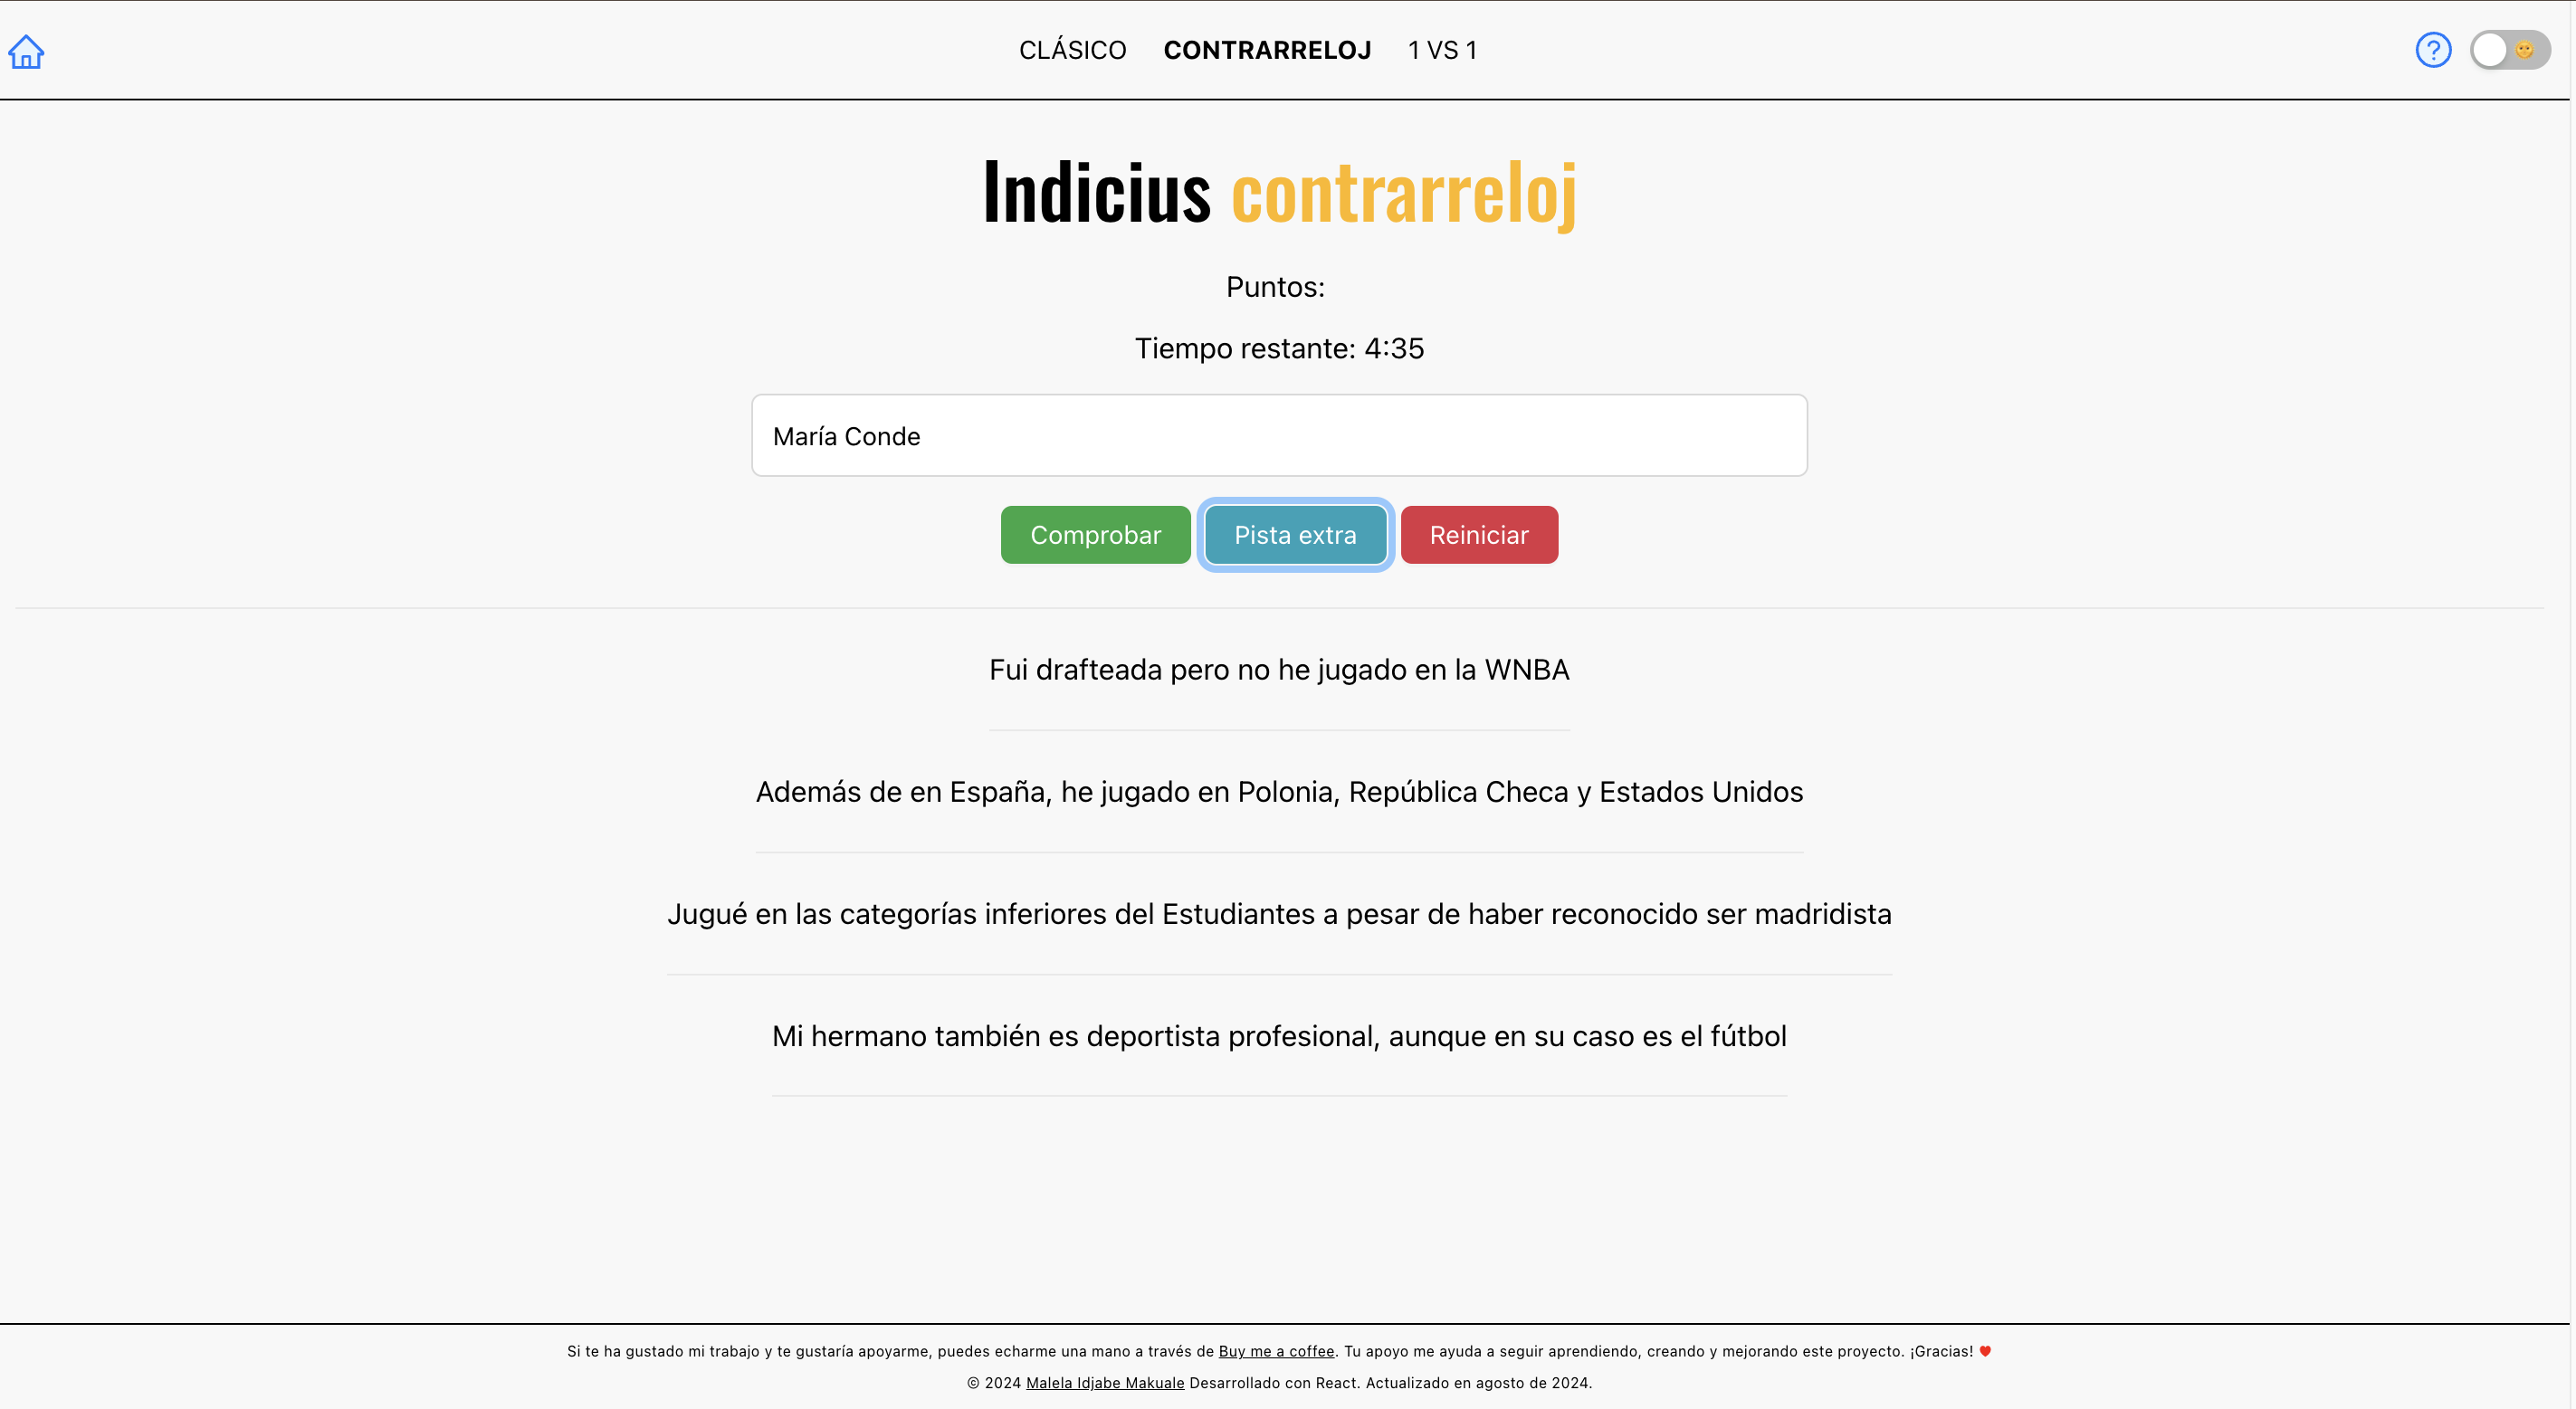 CLÁSICO CONTRARRELOJ 1 VS 1
Indicius contrarreloj
Puntos:
Tiempo restante: 4:35
María Conde
Comprobar Pista extra Reiniciar
Fui drafteada pero no he jugado en la WNBA
Además de en España, he jugado en Polonia, República Checa y Estados Unidos
Jugué en las categorías inferiores del Estudiantes a pesar de haber reconocido ser madridista
Mi hermano también es deportista profesional, aunque en su caso es el fútbol
Si te ha gustado mi trabajo y te gustaría apoyarme, puedes echarme una mano a través de Buy me a coffee. Tu apoyo me ayuda a seguir aprendiendo, creando y mejorando este proyecto. ¡Gracias! ♥
© 2024 Malela Idjabe Makuale Desarrollado con React. Actualizado en agosto de 2024.